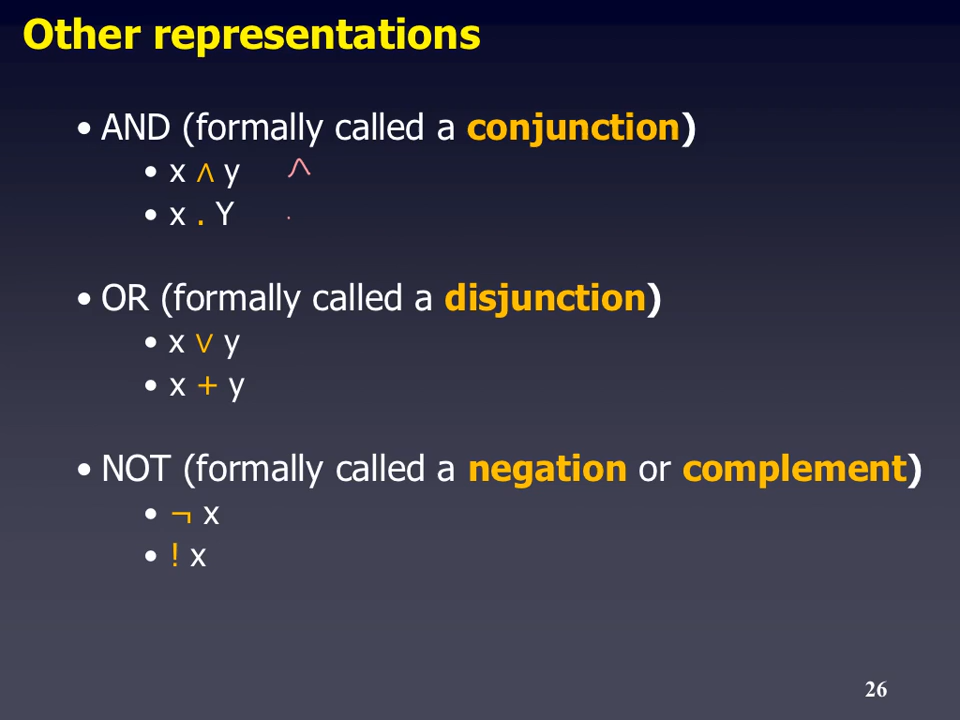 Other representations
• AND (formally called a conjunction)
• x ∧ y ^
• x . Y .
• OR (formally called a disjunction)
• x ∨ y
• x + y
• NOT (formally called a negation or complement)
• ¬ x
• ! x
26